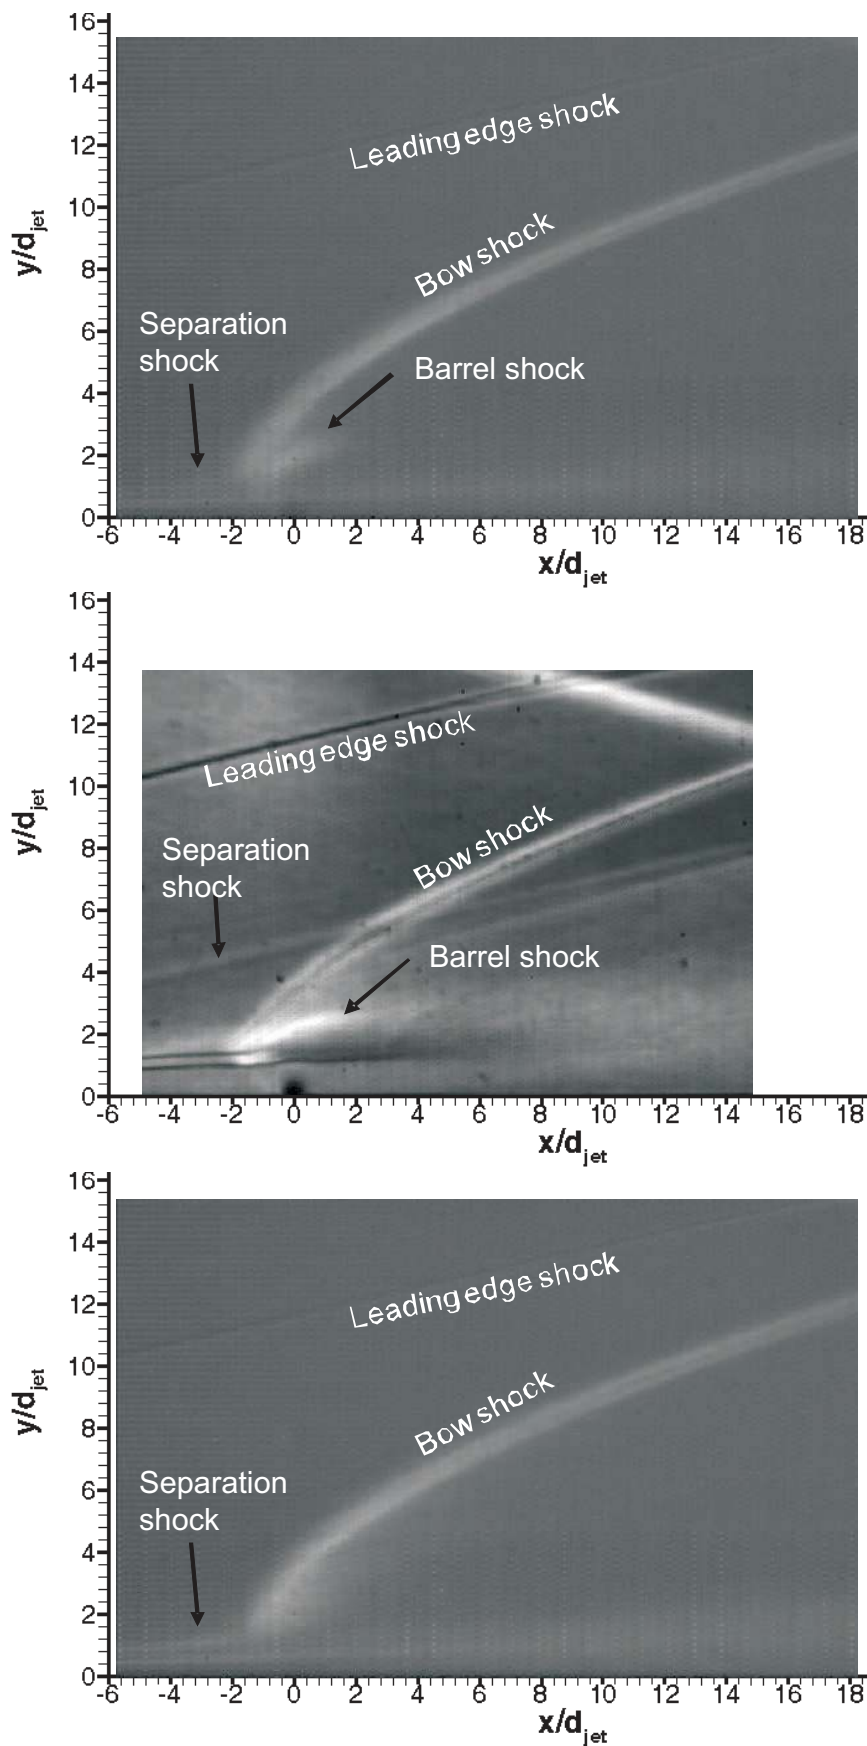 16
14
12
10
8
6
4
2
0
y/d_jet
Leading edge shock
Bow shock
Separation
shock
Barrel shock
-6 -4 -2 0 2 4 6 8 10 12 14 16 18
x/d_jet
16
14
12
10
8
6
4
2
0
y/d_jet
Leading edge shock
Bow shock
Separation
shock
Barrel shock
-6 -4 -2 0 2 4 6 8 10 12 14 16 18
x/d_jet
16
14
12
10
8
6
4
2
0
y/d_jet
Leading edge shock
Bow shock
Separation
shock
-6 -4 -2 0 2 4 6 8 10 12 14 16 18
x/d_jet